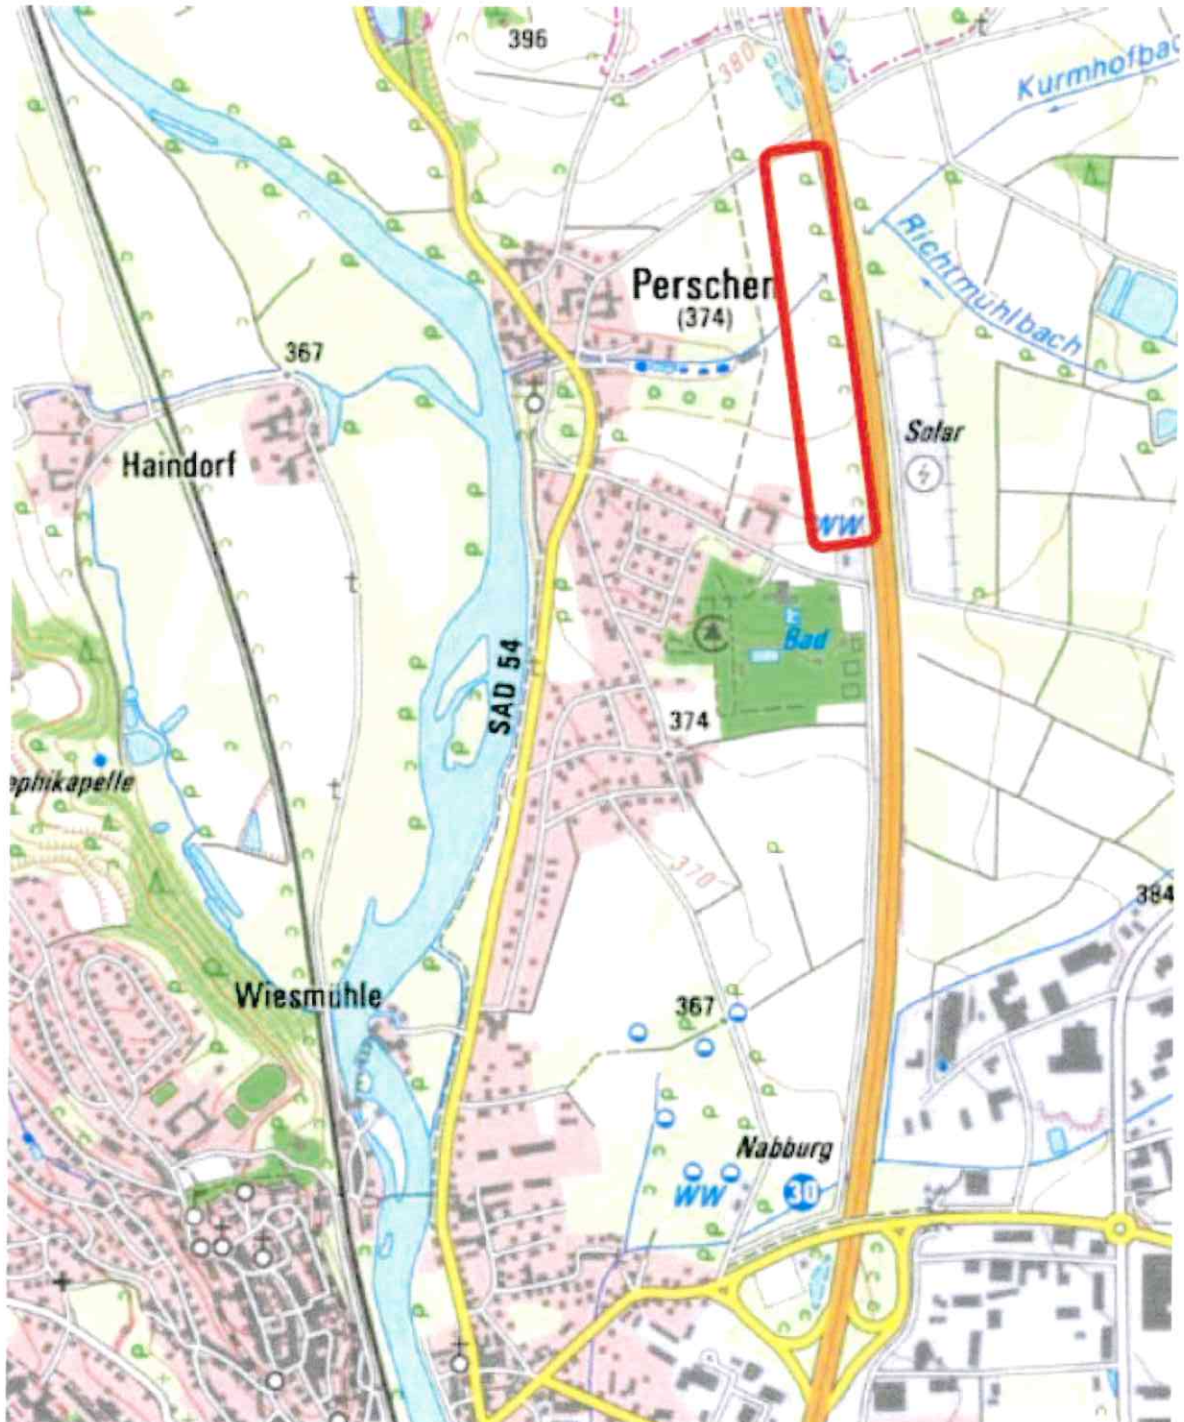 396
380
Kurmhofbac
Richtmühlbach
Perschen
(374)
367
Haindorf
Solar
WW
Bad
SAD 54
374
ephikapelle
370
384
Wiesmühle
367
Nabburg
WW
30